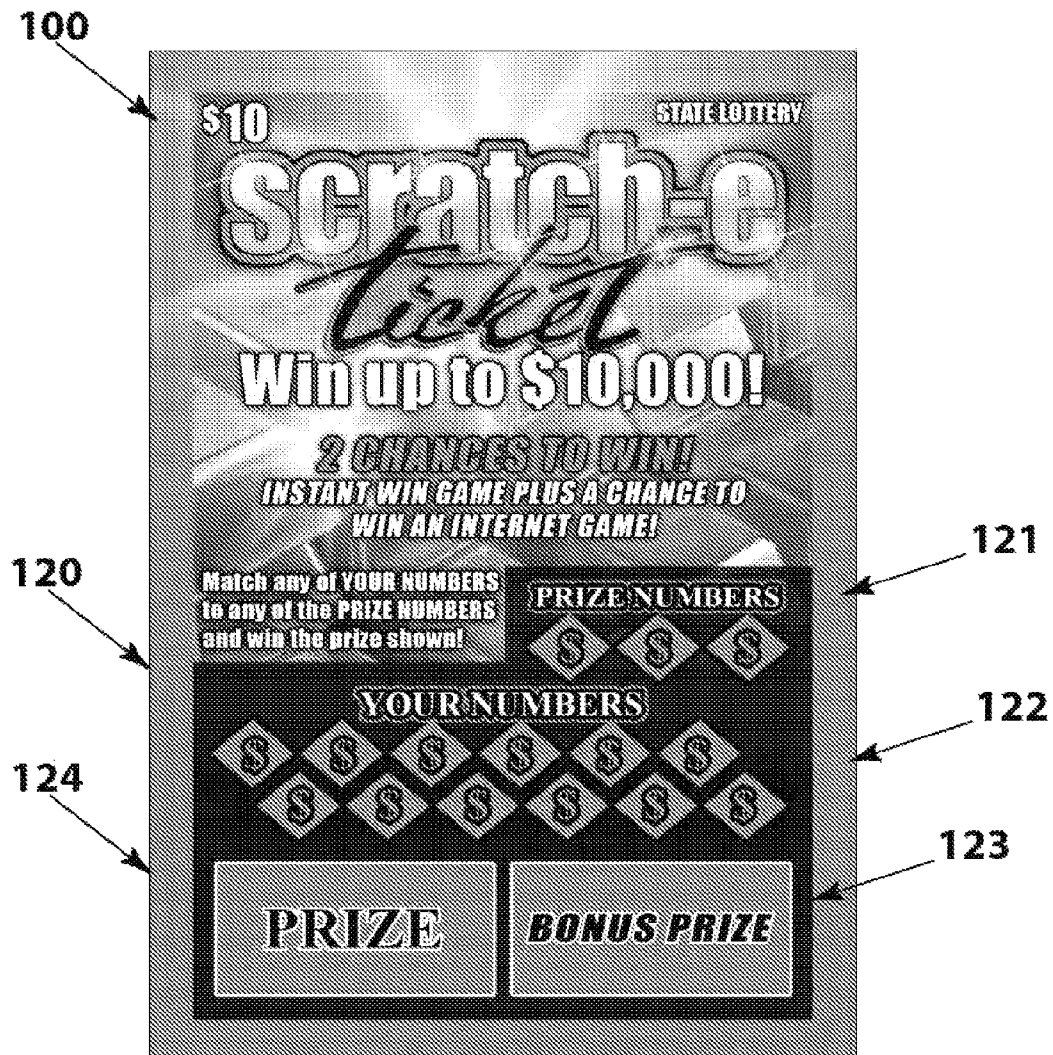 100
$10 STATE LOTTERY
scratch-e
Ticket
Win up to $10,000!
2 CHANCES TO WIN!
INSTANT WIN GAME PLUS A CHANCE TO
WIN AN INTERNET GAME!
121
120
Match any of YOUR NUMBERS
to any of the PRIZE NUMBERS
and win the prize shown!
PRIZE NUMBERS
$ $ $
YOUR NUMBERS
122
$ $ $ $ $ $
124
$ $ $ $ $ $
123
PRIZE
BONUS PRIZE